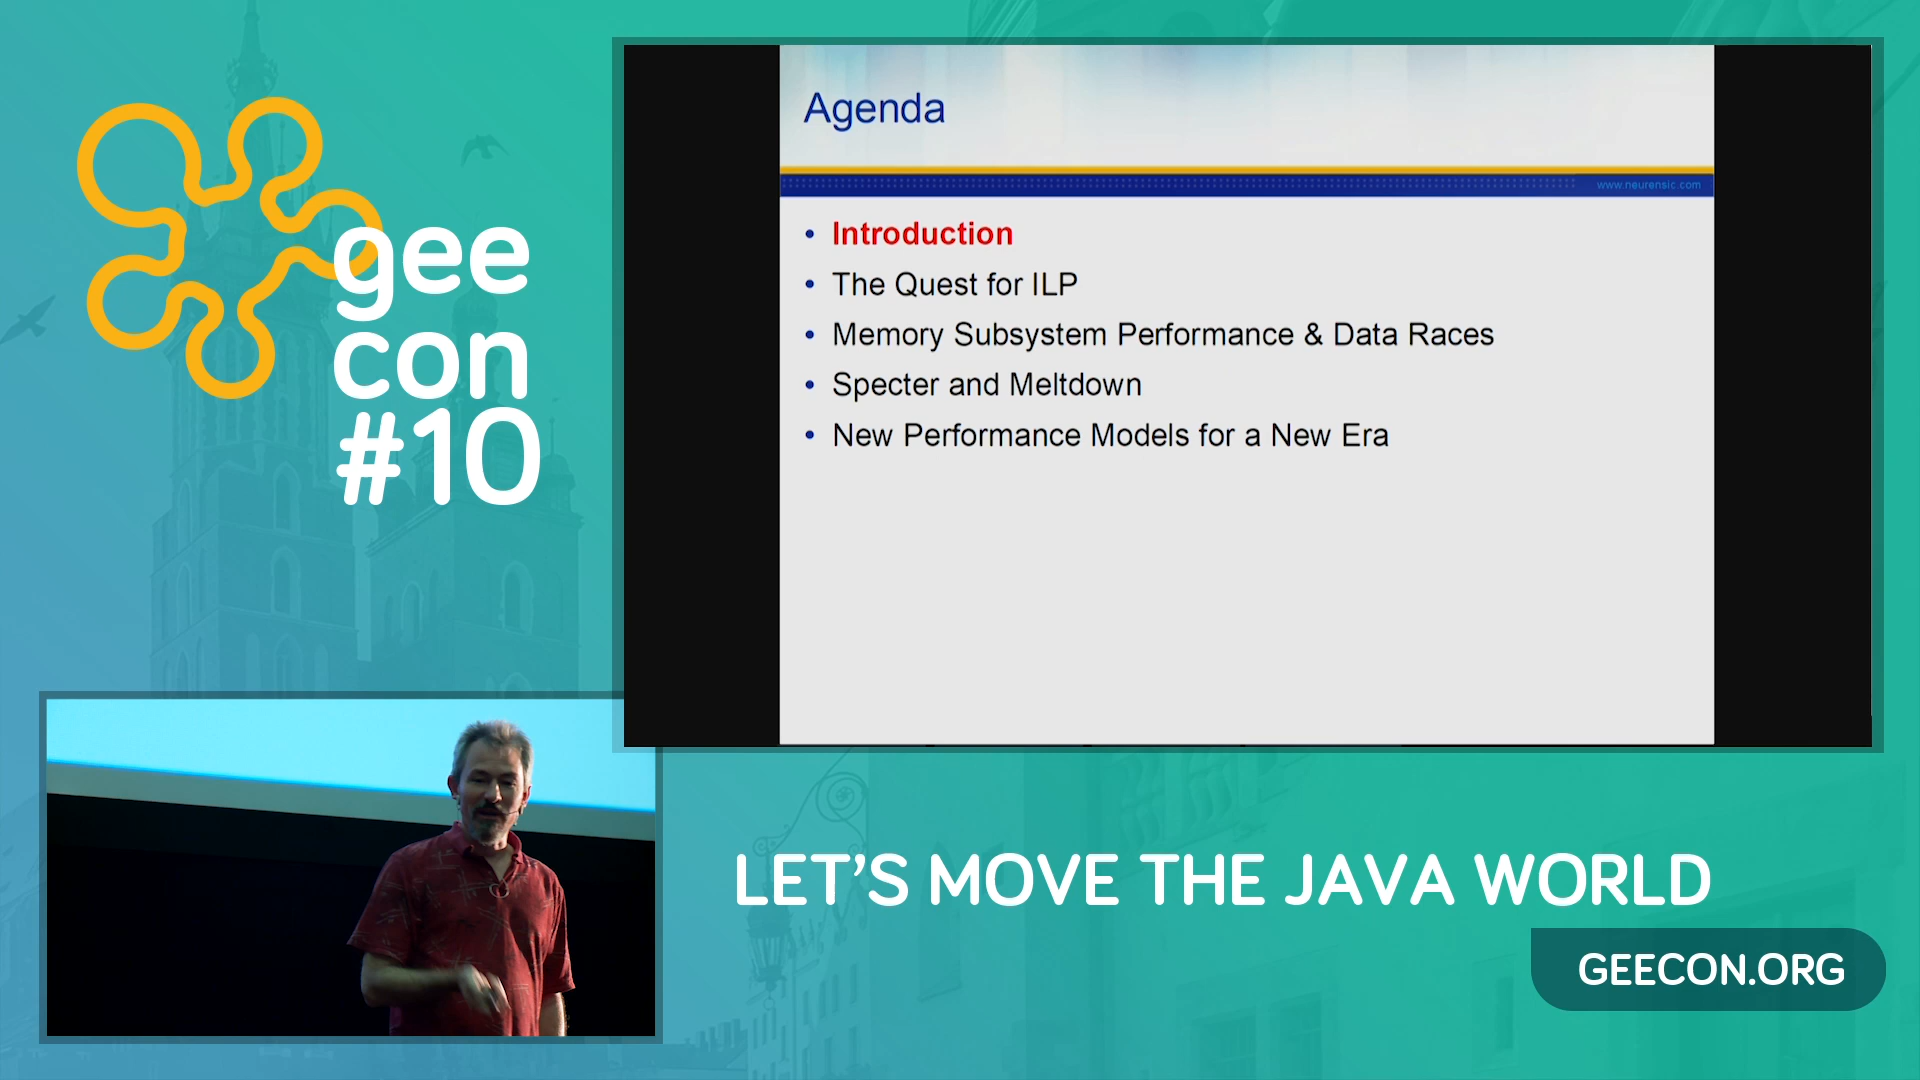 gee
con
#10
Agenda
www.neurensic.com
• Introduction
• The Quest for ILP
• Memory Subsystem Performance & Data Races
• Specter and Meltdown
• New Performance Models for a New Era
LET'S MOVE THE JAVA WORLD
GEECON.ORG